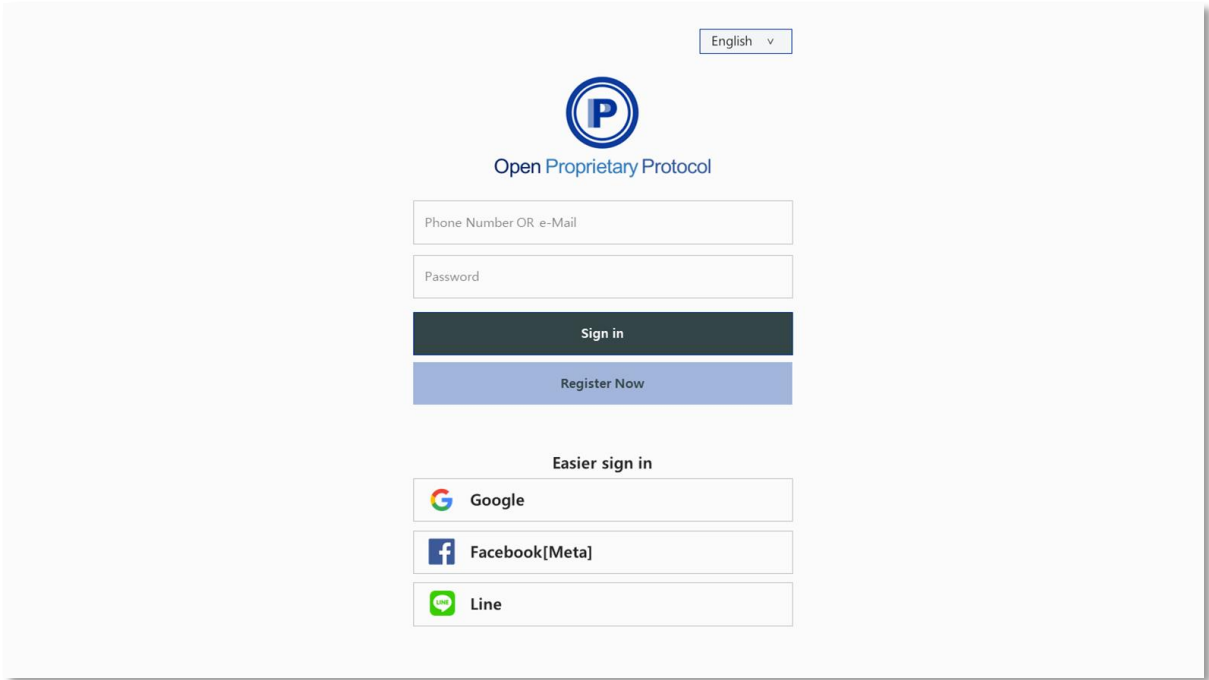 English
Open Proprietary Protocol
Phone Number OR e-Mail
Password
Sign in
Register Now
Easier sign in
Google
Facebook[Meta]
LINE Line